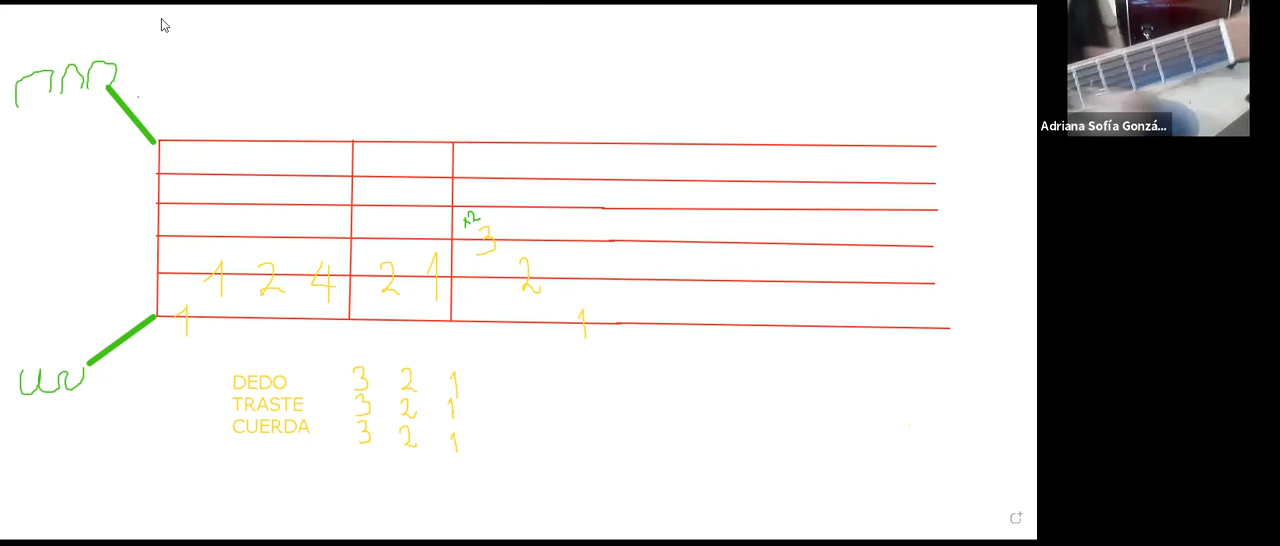 x2
3
1 2 4 2 1 2
1 1
DEDO 3 2 1
TRASTE 3 2 1
CUERDA 3 2 1
Adriana Sofía Gonzá...